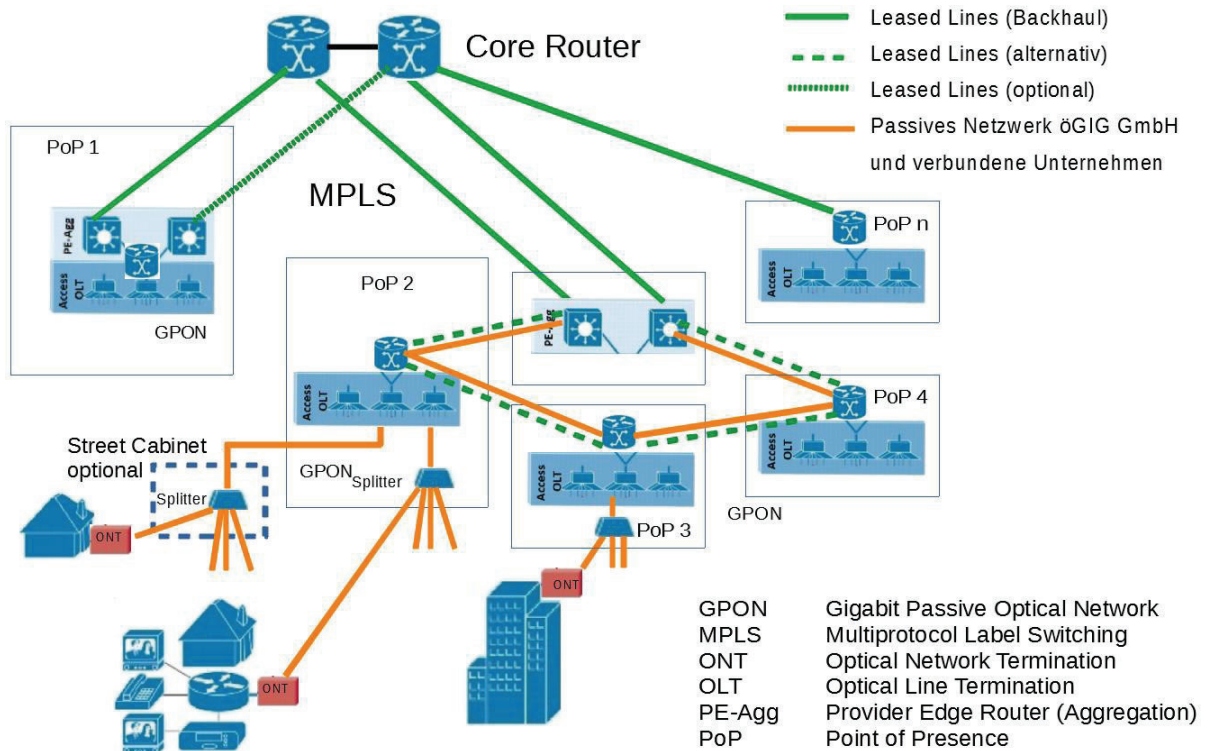 Core Router
Leased Lines (Backhaul)
Leased Lines (alternativ)
Leased Lines (optional)
Passives Netzwerk öGIG GmbH
und verbundene Unternehmen
PoP 1
PE-Agg
Access
OLT
GPON
MPLS
PoP n
Access
OLT
PoP 2
Access
OLT
GPON
Splitter
PE-Agg
PoP 4
Access
OLT
GPON
Access
OLT
PoP 3
Street Cabinet
optional
Splitter
ONT
ONT
ONT
GPON Gigabit Passive Optical Network
MPLS Multiprotocol Label Switching
ONT Optical Network Termination
OLT Optical Line Termination
PE-Agg Provider Edge Router (Aggregation)
PoP Point of Presence